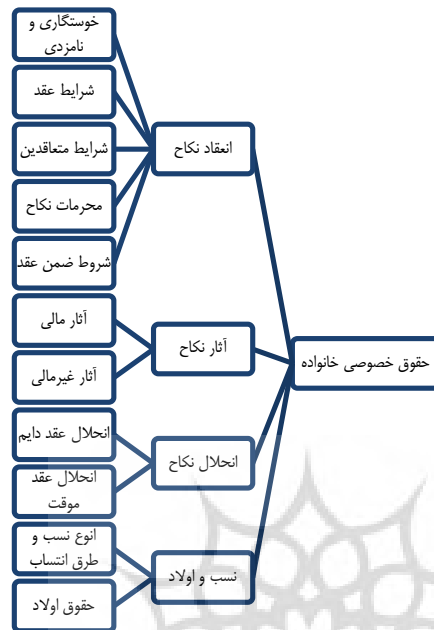 حقوق خصوصی خانواده
انعقاد نکاح
خوستگاری و
نامزدی
شرایط عقد
شرایط متعاقدین
محرمات نکاح
شروط ضمن عقد
آثار نکاح
آثار مالی
آثار غیرمالی
انحلال نکاح
انحلال عقد دایم
انحلال عقد
موقت
نسب و اولاد
انوع نسب و
طرق انتساب
حقوق اولاد